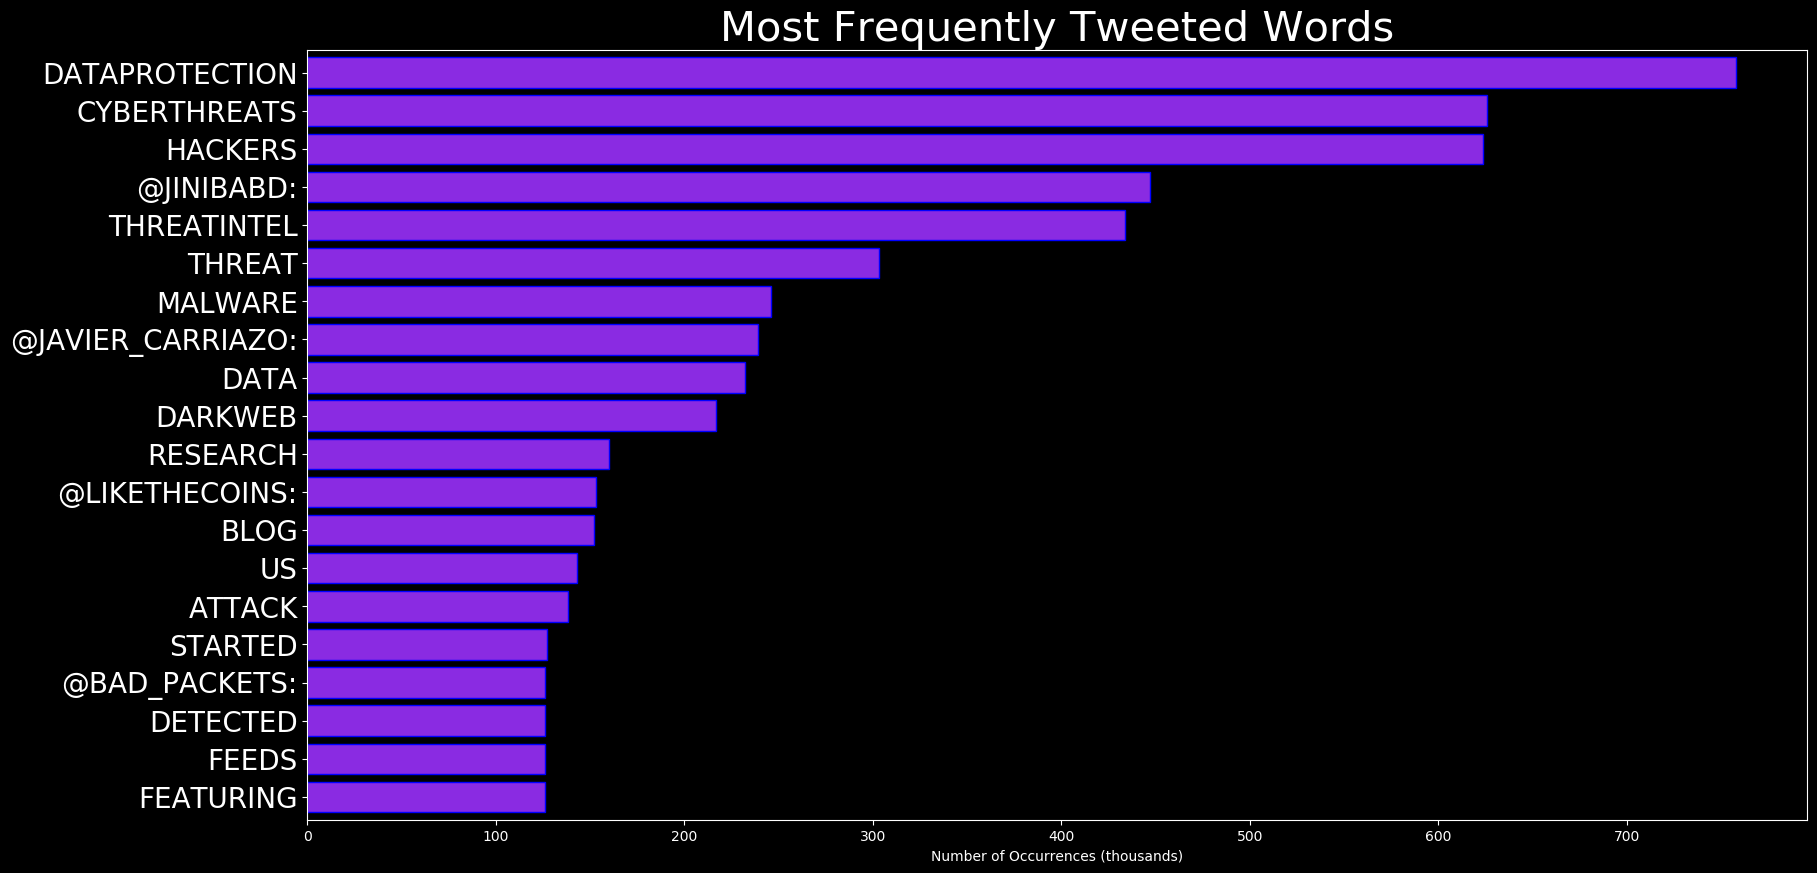 Most Frequently Tweeted Words
DATAPROTECTION
CYBERTHREATS
HACKERS
@JINIBABD:
THREATINTEL
THREAT
MALWARE
@JAVIER_CARRIAZO:
DATA
DARKWEB
RESEARCH
@LIKETHECOINS:
BLOG
US
ATTACK
STARTED
@BAD_PACKETS:
DETECTED
FEEDS
FEATURING
0 100 200 300 400 500 600 700
Number of Occurrences (thousands)